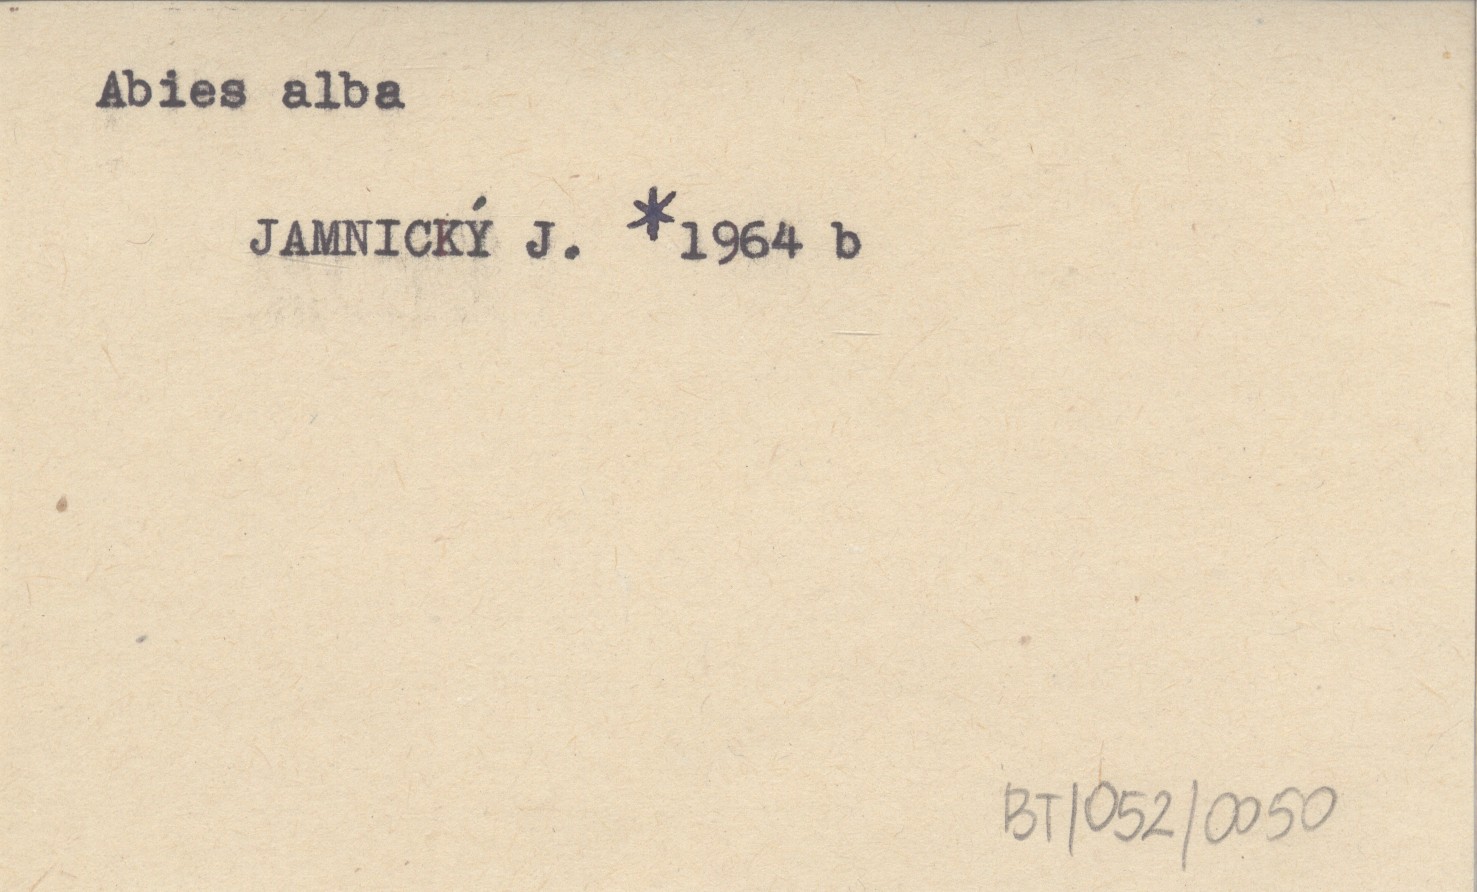 Abies alba
JAMNICKÝ J. *1964 b
BT/052/0050